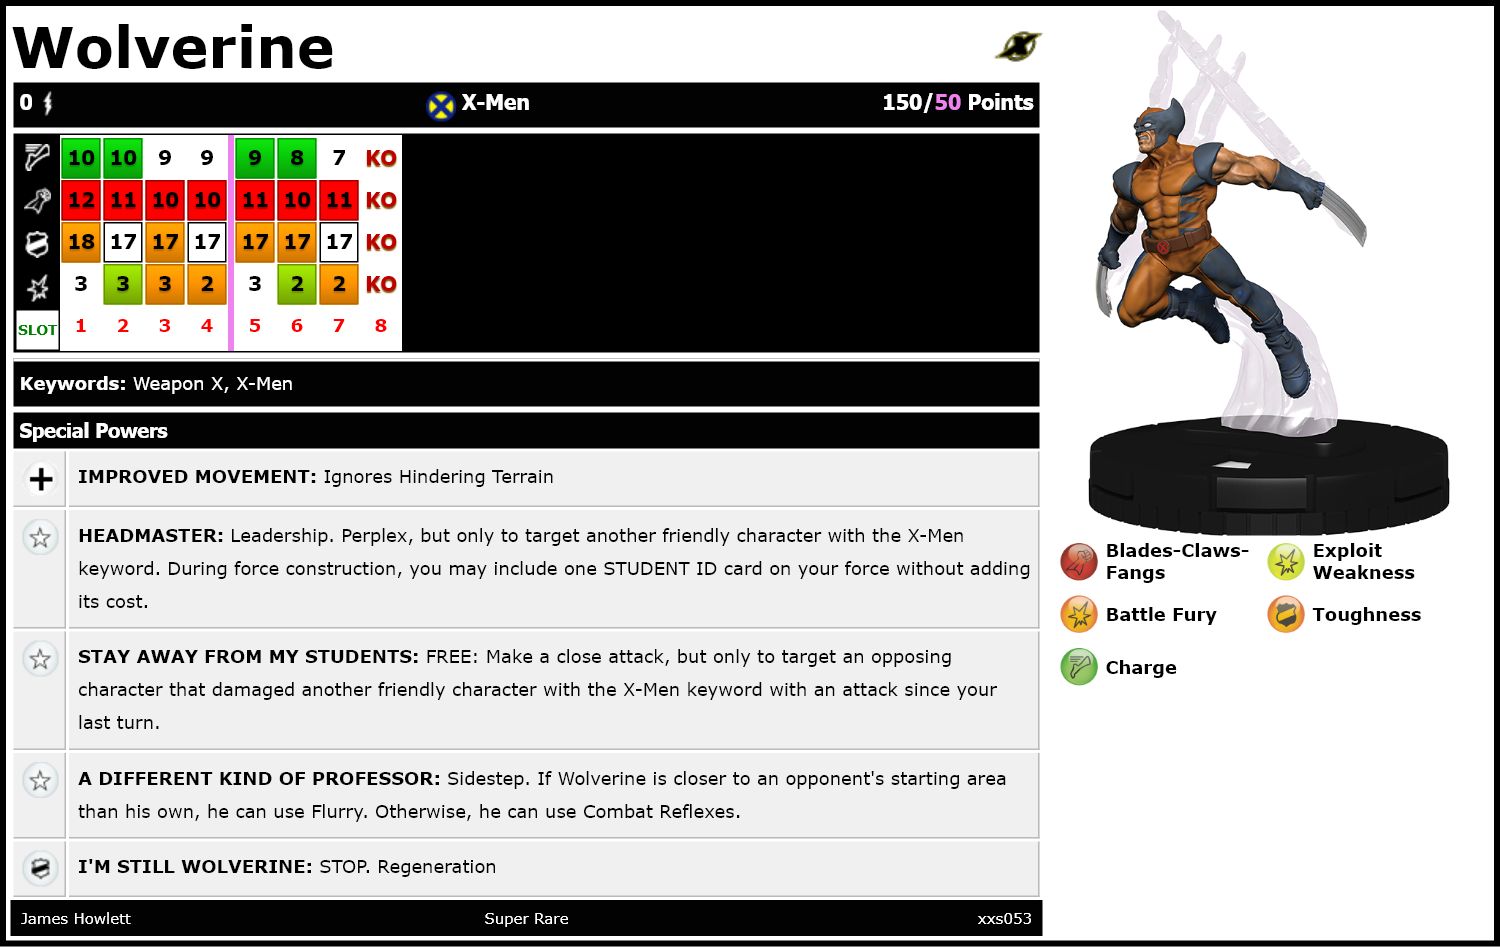 Wolverine
0 X-Men 150/50 Points
10 10 9 9 9 8 7 KO
12 11 10 10 11 10 11 KO
18 17 17 17 17 17 17 KO
3 3 3 2 3 2 2 KO
SLOT 1 2 3 4 5 6 7 8
Keywords: Weapon X, X-Men
Special Powers
IMPROVED MOVEMENT: Ignores Hindering Terrain
HEADMASTER: Leadership. Perplex, but only to target another friendly character with the X-Men
keyword. During force construction, you may include one STUDENT ID card on your force without adding
its cost.
STAY AWAY FROM MY STUDENTS: FREE: Make a close attack, but only to target an opposing
character that damaged another friendly character with the X-Men keyword with an attack since your
last turn.
A DIFFERENT KIND OF PROFESSOR: Sidestep. If Wolverine is closer to an opponent's starting area
than his own, he can use Flurry. Otherwise, he can use Combat Reflexes.
I'M STILL WOLVERINE: STOP. Regeneration
James Howlett Super Rare xxs053
Blades-Claws-
Fangs
Exploit
Weakness
Battle Fury
Toughness
Charge